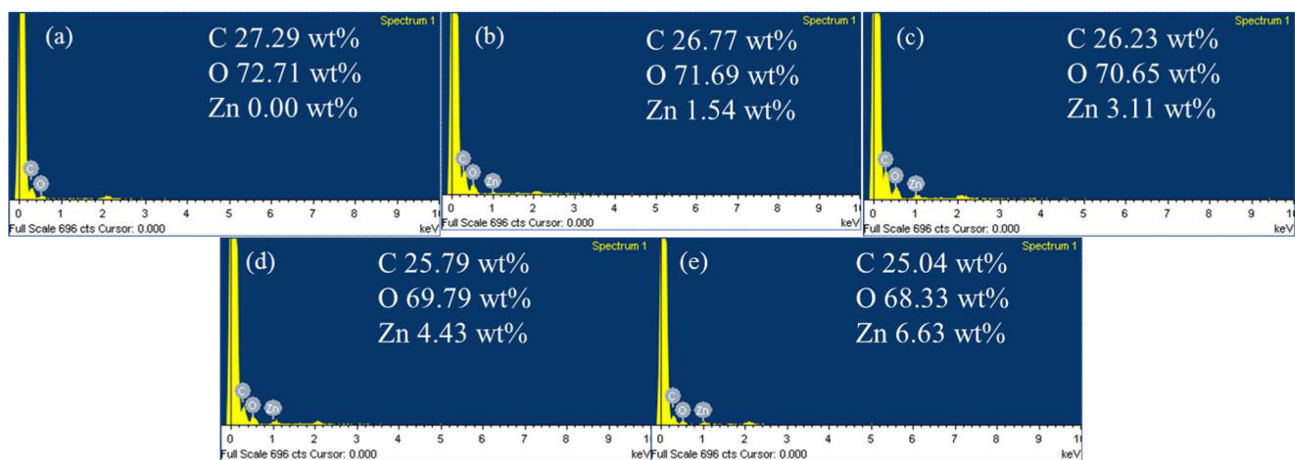 Spectrum 1
(a)
C 27.29 wt%
O 72.71 wt%
Zn 0.00 wt%
C
O
0 1 2 3 4 5 6 7 8 9 1
Full Scale 696 cts Cursor: 0.000 keV
Spectrum 1
(b)
C 26.77 wt%
O 71.69 wt%
Zn 1.54 wt%
C
O
Zn
0 1 2 3 4 5 6 7 8 9 1
Full Scale 696 cts Cursor: 0.000 keV
Spectrum 1
(c)
C 26.23 wt%
O 70.65 wt%
Zn 3.11 wt%
C
O
Zn
0 1 2 3 4 5 6 7 8 9 1
Full Scale 696 cts Cursor: 0.000 keV
Spectrum 1
(d)
C 25.79 wt%
O 69.79 wt%
Zn 4.43 wt%
C
O
Zn
0 1 2 3 4 5 6 7 8 9 1
Full Scale 696 cts Cursor: 0.000 keV
Spectrum 1
(e)
C 25.04 wt%
O 68.33 wt%
Zn 6.63 wt%
C
O
Zn
0 1 2 3 4 5 6 7 8 9 1
Full Scale 696 cts Cursor: 0.000 keV